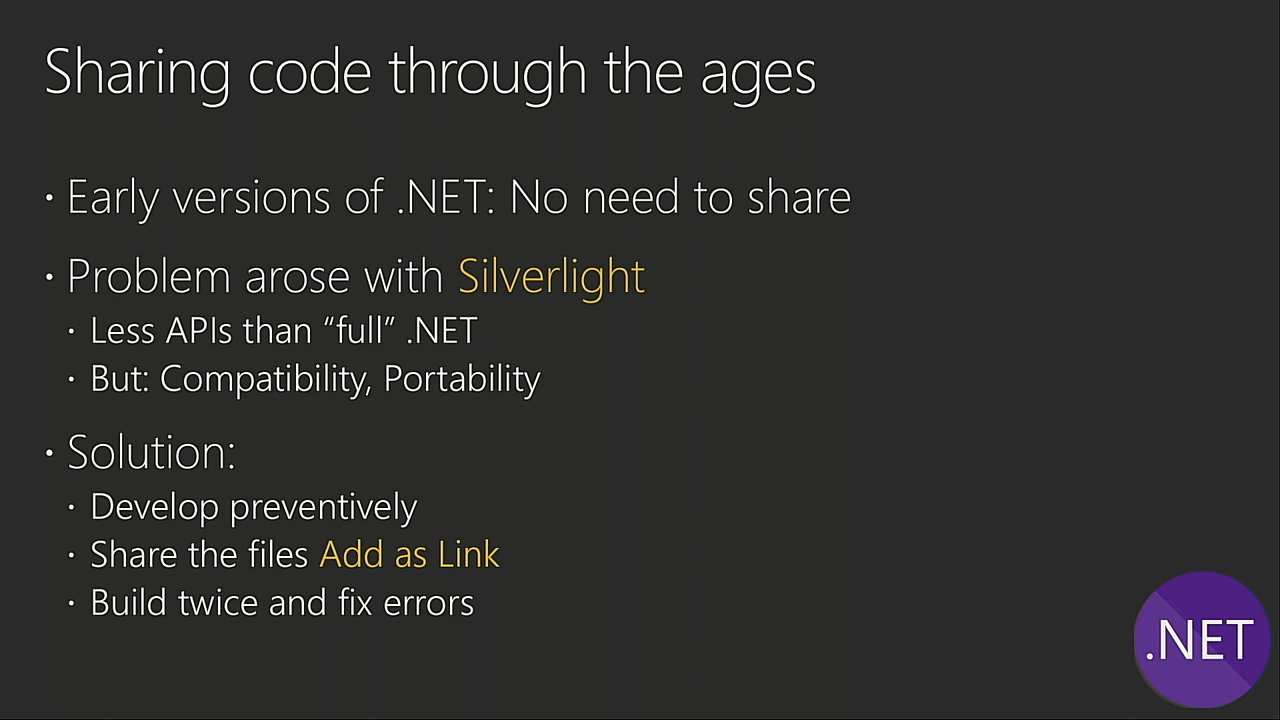 Sharing code through the ages
• Early versions of .NET: No need to share
• Problem arose with Silverlight
• Less APIs than “full” .NET
• But: Compatibility, Portability
• Solution:
• Develop preventively
• Share the files Add as Link
• Build twice and fix errors
.NET